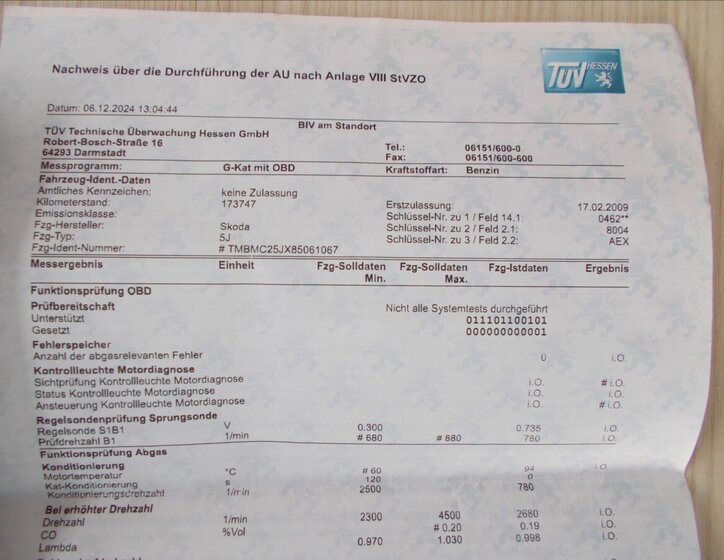 TÜV HESSEN
Nachweis über die Durchführung der AU nach Anlage VIII StVZO
Datum: 06.12.2024 13:04:44
BIV am Standort
TÜV Technische Überwachung Hessen GmbH
Robert-Bosch-Straße 16 Tel.: 06151/600-0
64293 Darmstadt Fax: 06151/600-600
Messprogramm: G-Kat mit OBD Kraftstoffart: Benzin
Fahrzeug-Ident.-Daten
Amtliches Kennzeichen: keine Zulassung
Kilometerstand: 173747 Erstzulassung: 17.02.2009
Emissionsklasse: Schlüssel-Nr. zu 1 / Feld 14.1: 0462**
Fzg-Hersteller: Skoda Schlüssel-Nr. zu 2 / Feld 2.1: 8004
Fzg-Typ: 5J Schlüssel-Nr. zu 3 / Feld 2.2: AEX
Fzg-Ident-Nummer: # TMBMC25JX85061067
Messergebnis Einheit Fzg-Solldaten Min. Fzg-Solldaten Max. Fzg-Istdaten Ergebnis
Funktionsprüfung OBD
Prüfbereitschaft Nicht alle Systemtests durchgeführt
Unterstützt 011101100101
Gesetzt 000000000001
Fehlerspeicher
Anzahl der abgasrelevanten Fehler 0 i.O.
Kontrollleuchte Motordiagnose
Sichtprüfung Kontrollleuchte Motordiagnose i.O. # i.O.
Status Kontrollleuchte Motordiagnose i.O. i.O.
Ansteuerung Kontrollleuchte Motordiagnose i.O. # i.O.
Regelsondenprüfung Sprungsonde
Regelsonde S1B1 V 0.300 0.735 i.O.
Prüfdrehzahl B1 1/min # 680 # 880 780 i.O.
Funktionsprüfung Abgas
Konditionierung
Motortemperatur °C # 60 94 i.O.
Kat-Konditionierung s 120 0
Konditionierungsdrehzahl 1/min 2500 780
Bei erhöhter Drehzahl
Drehzahl 1/min 2300 4500 2680 i.O.
CO %Vol # 0.20 0.19 i.O.
Lambda 0.970 1.030 0.998 i.O.